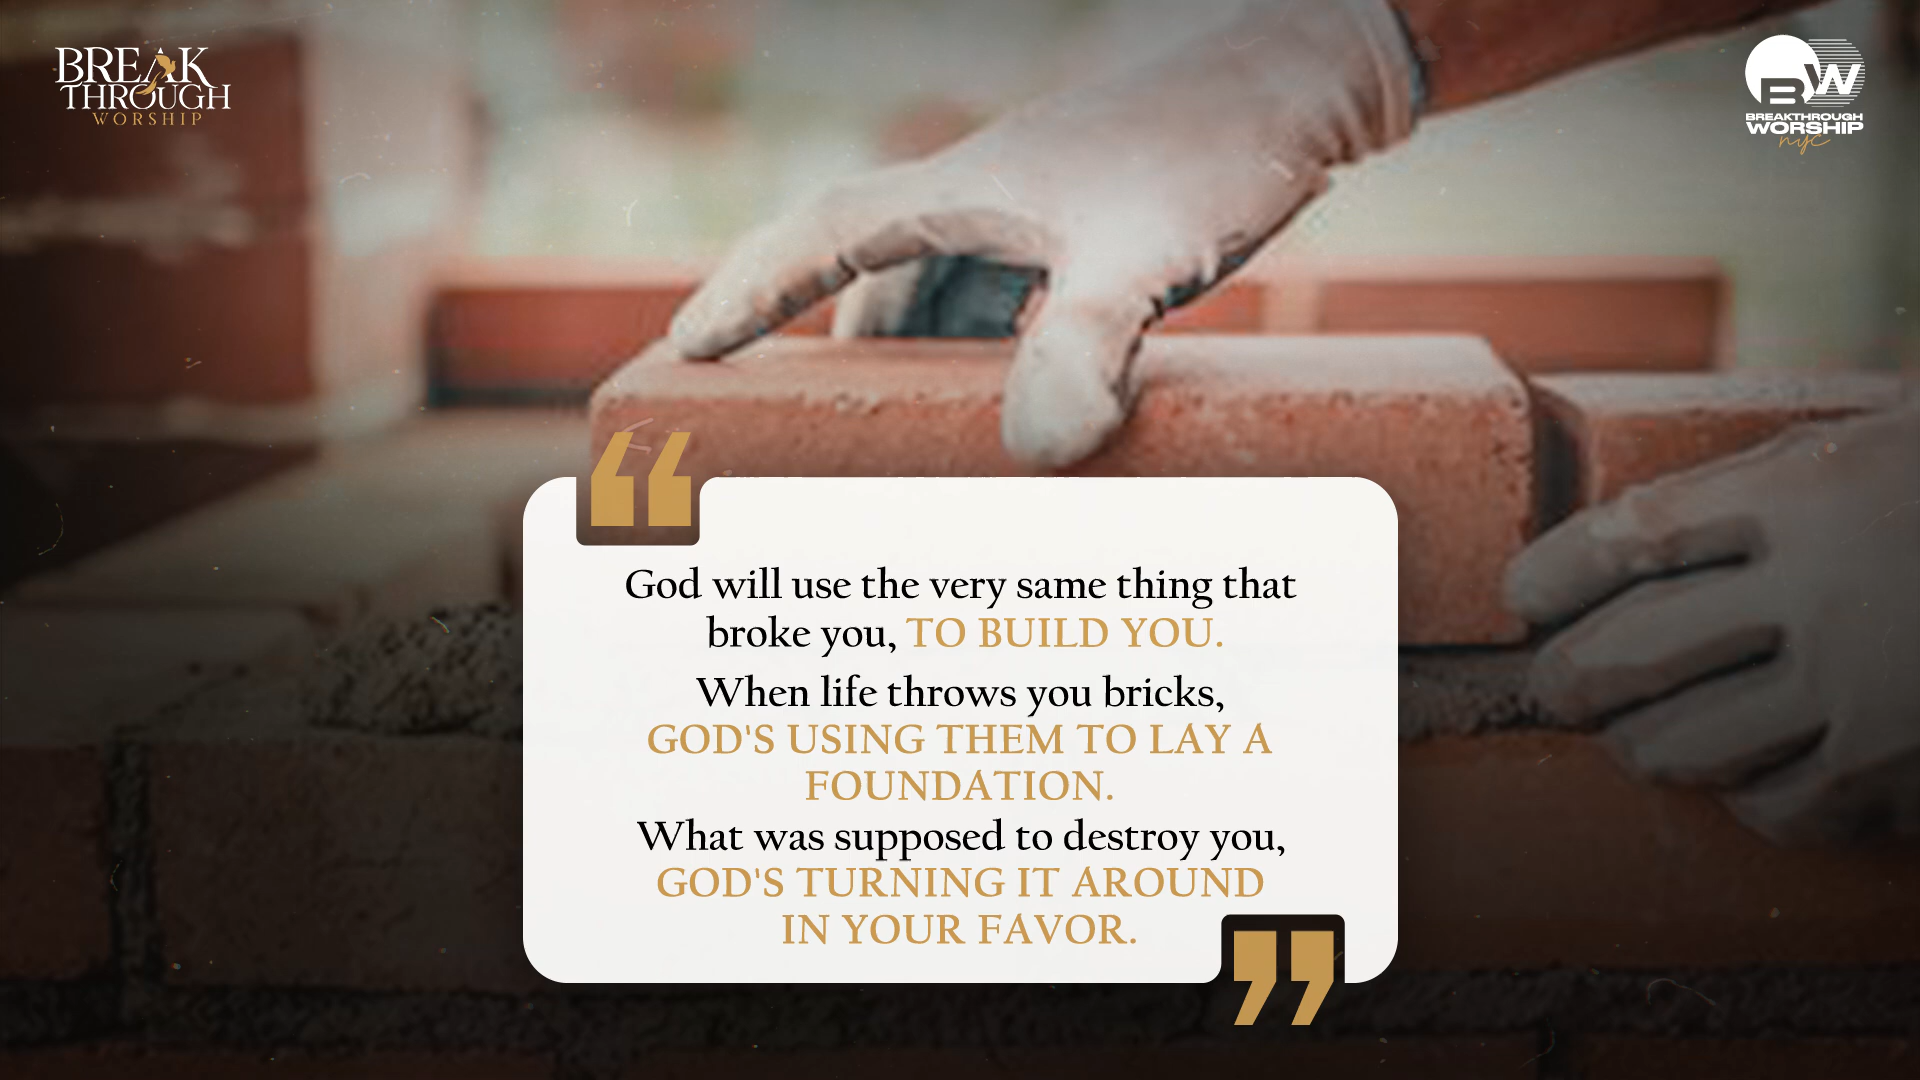 BREAK
THROUGH
WORSHIP
BW
BREAKTHROUGH
WORSHIP
nyc
“
God will use the very same thing that
broke you, TO BUILD YOU.
When life throws you bricks,
GOD'S USING THEM TO LAY A
FOUNDATION.
What was supposed to destroy you,
GOD'S TURNING IT AROUND
IN YOUR FAVOR.
”